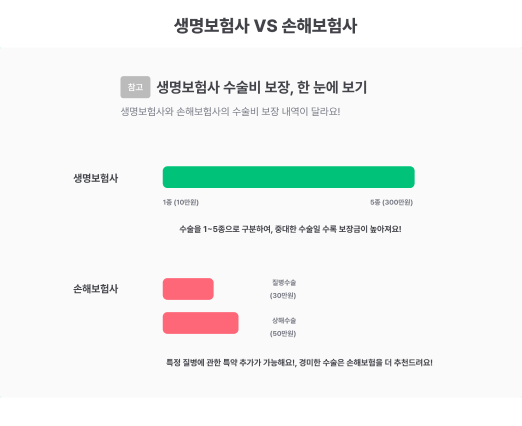 생명보험사 VS 손해보험사
참고 생명보험사 수술비 보장, 한 눈에 보기
생명보험사와 손해보험사의 수술비 보장 내역이 달라요!
생명보험사
1종 (10만원) 5종 (300만원)
수술을 1~5종으로 구분하여, 중대한 수술일 수록 보장금이 높아져요!
손해보험사
질병수술
(30만원)
상해수술
(50만원)
특정 질병에 관한 특약 추가가 가능해요!, 경미한 수술은 손해보험을 더 추천드려요!